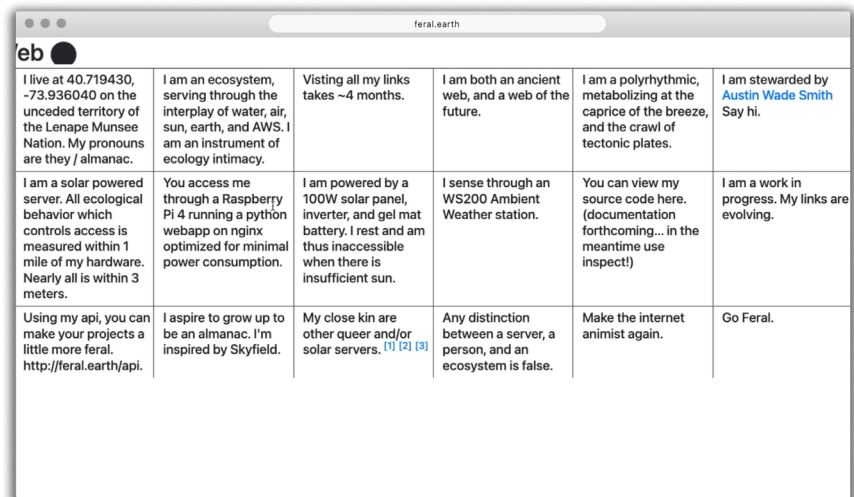 feral.earth
/eb
I live at 40.719430,
-73.936040 on the
unceded territory of
the Lenape Munsee
Nation. My pronouns
are they / almanac.
I am an ecosystem,
serving through the
interplay of water, air,
sun, earth, and AWS. I
am an instrument of
ecology intimacy.
Visting all my links
takes ~4 months.
I am both an ancient
web, and a web of the
future.
I am a polyrhythmic,
metabolizing at the
caprice of the breeze,
and the crawl of
tectonic plates.
I am stewarded by
Austin Wade Smith
Say hi.
I am a solar powered
server. All ecological
behavior which
controls access is
measured within 1
mile of my hardware.
Nearly all is within 3
meters.
You access me
through a Raspberry
Pi 4 running a python
webapp on nginx
optimized for minimal
power consumption.
I am powered by a
100W solar panel,
inverter, and gel mat
battery. I rest and am
thus inaccessible
when there is
insufficient sun.
I sense through an
WS200 Ambient
Weather station.
You can view my
source code here.
(documentation
forthcoming... in the
meantime use
inspect!)
I am a work in
progress. My links are
evolving.
Using my api, you can
make your projects a
little more feral.
http://feral.earth/api.
I aspire to grow up to
be an almanac. I'm
inspired by Skyfield.
My close kin are
other queer and/or
solar servers. [1] [2] [3]
Any distinction
between a server, a
person, and an
ecosystem is false.
Make the internet
animist again.
Go Feral.